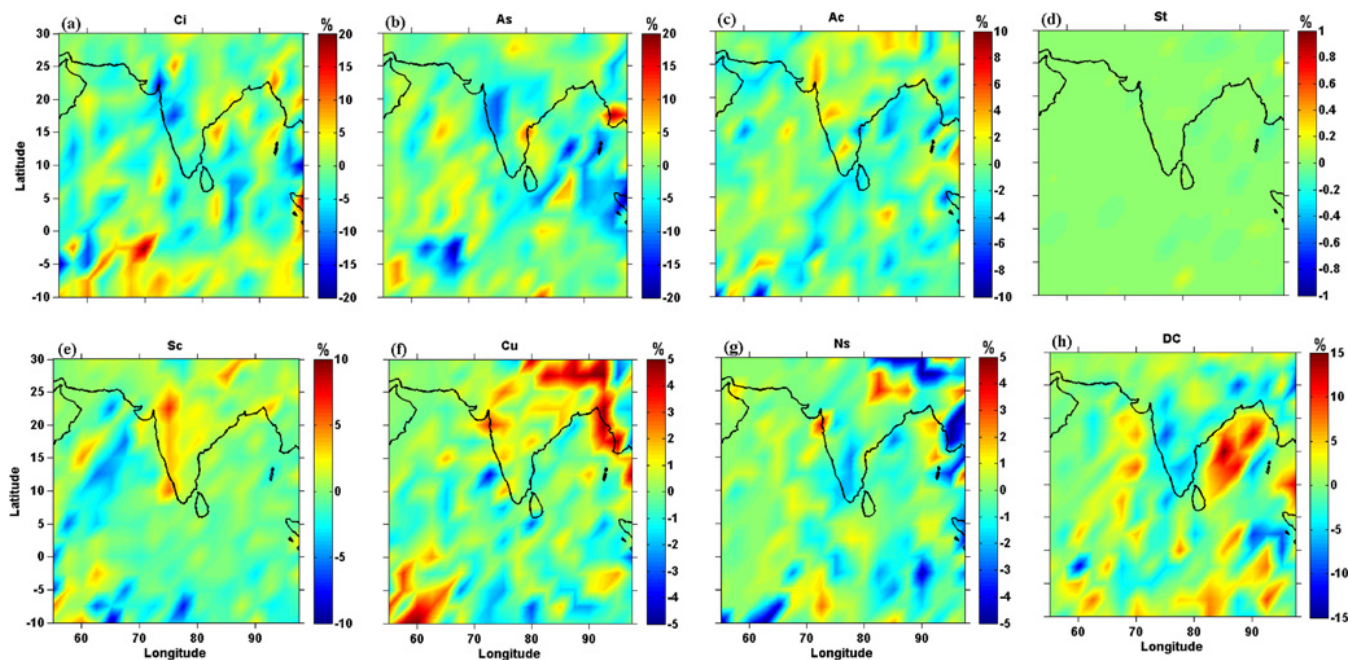 (a) Ci %
(b) As %
(c) Ac %
(d) St %
Latitude
30 25 20 15 10 5 0 -5 -10
20 15 10 5 0 -5 -10 -15 -20
20 15 10 5 0 -5 -10 -15 -20
10 8 6 4 2 0 -2 -4 -6 -8 -10
1 0.8 0.6 0.4 0.2 0 -0.2 -0.4 -0.6 -0.8 -1
(e) Sc %
(f) Cu %
(g) Ns %
(h) DC %
Latitude
30 25 20 15 10 5 0 -5 -10
10 5 0 -5 -10
5 4 3 2 1 0 -1 -2 -3 -4 -5
5 4 3 2 1 0 -1 -2 -3 -4 -5
15 10 5 0 -5 -10 -15
60 70 80 90
60 70 80 90
60 70 80 90
60 70 80 90
Longitude
Longitude
Longitude
Longitude